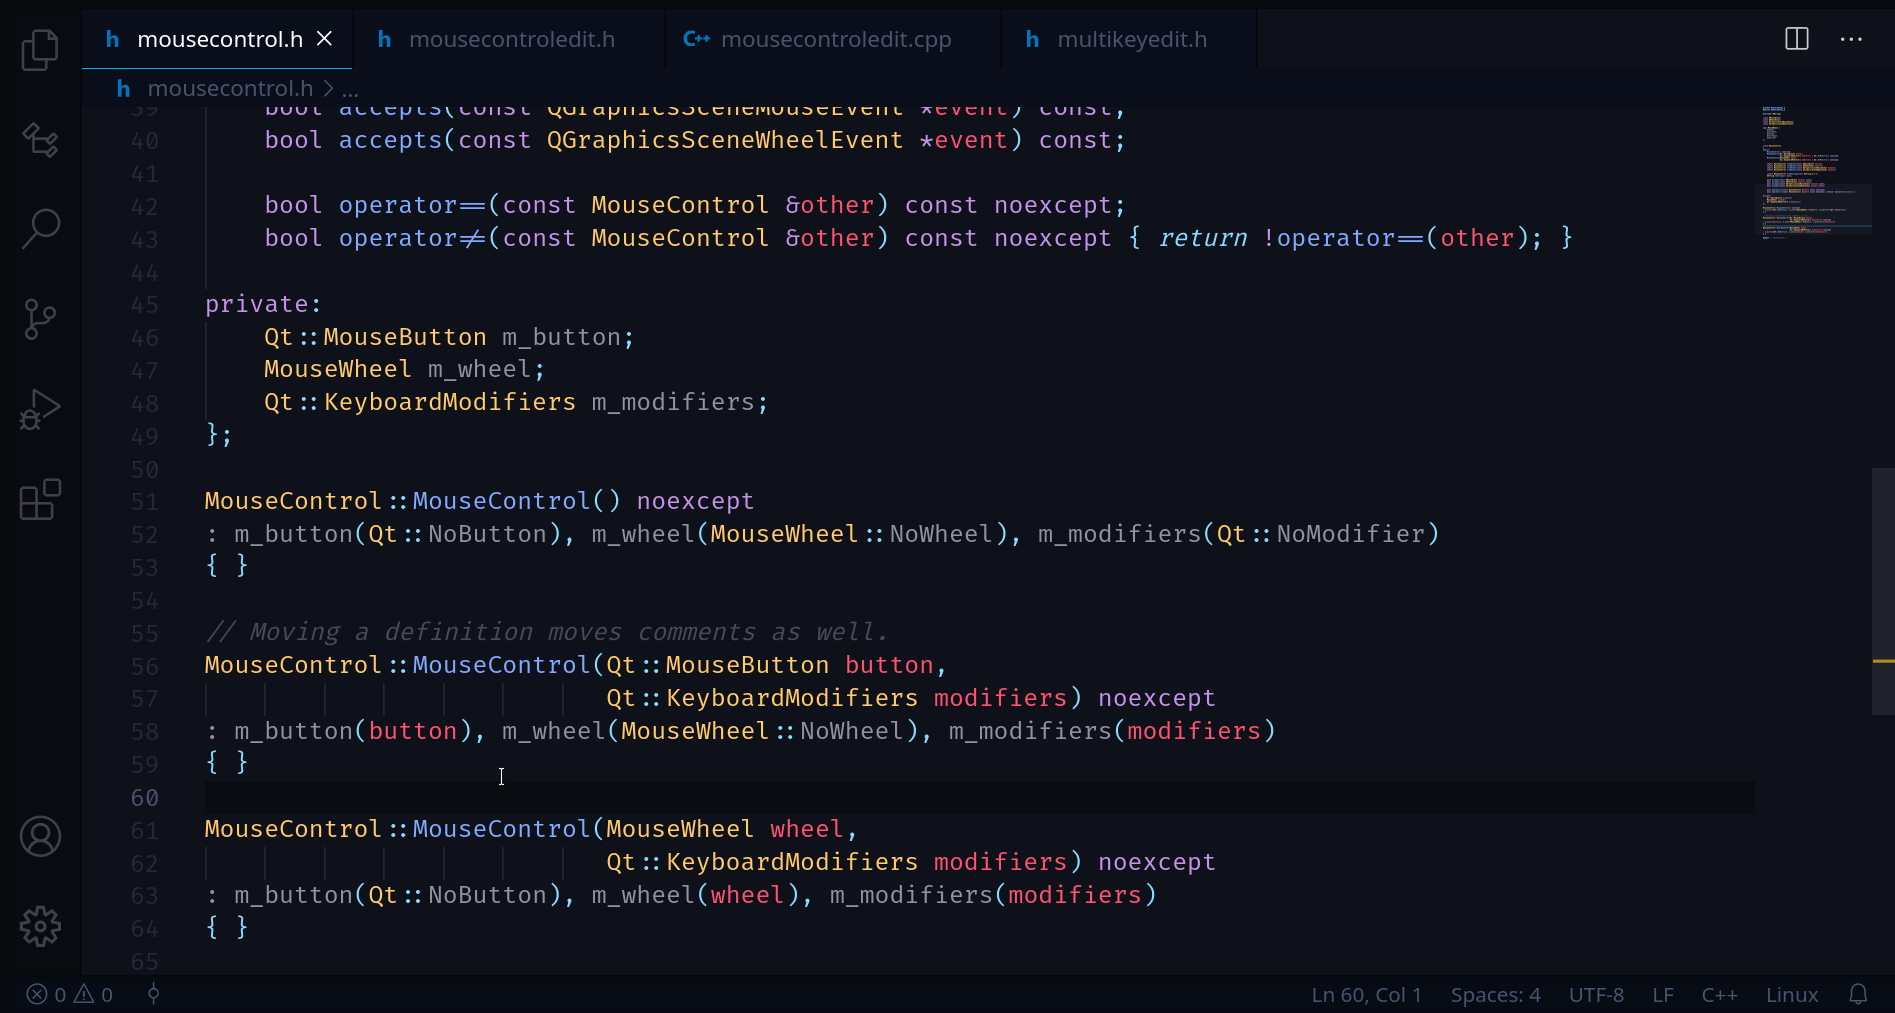 h mousecontrol.h
h mousecontroledit.h
C++ mousecontroledit.cpp
h multikeyedit.h
h mousecontrol.h > ...
39 bool accepts(const QGraphicsSceneMouseEvent *event) const;
40 bool accepts(const QGraphicsSceneWheelEvent *event) const;
41
42 bool operator==(const MouseControl &other) const noexcept;
43 bool operator!=(const MouseControl &other) const noexcept { return !operator==(other); }
44
45 private:
46 Qt::MouseButton m_button;
47 MouseWheel m_wheel;
48 Qt::KeyboardModifiers m_modifiers;
49 };
50
51 MouseControl::MouseControl() noexcept
52 : m_button(Qt::NoButton), m_wheel(MouseWheel::NoWheel), m_modifiers(Qt::NoModifier)
53 { }
54
55 // Moving a definition moves comments as well.
56 MouseControl::MouseControl(Qt::MouseButton button,
57 Qt::KeyboardModifiers modifiers) noexcept
58 : m_button(button), m_wheel(MouseWheel::NoWheel), m_modifiers(modifiers)
59 { }
60
61 MouseControl::MouseControl(MouseWheel wheel,
62 Qt::KeyboardModifiers modifiers) noexcept
63 : m_button(Qt::NoButton), m_wheel(wheel), m_modifiers(modifiers)
64 { }
65
0 0 Ln 60, Col 1 Spaces: 4 UTF-8 LF C++ Linux